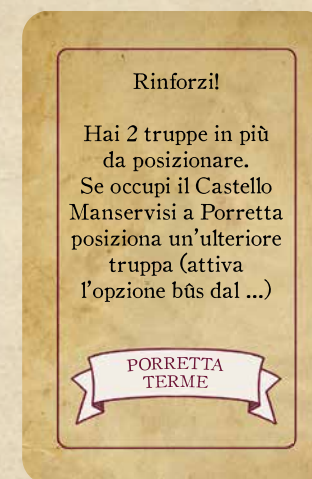 Rinforzi!
Hai 2 truppe in più
da posizionare.
Se occupi il Castello
Manservisi a Porretta
posiziona un'ulteriore
truppa (attiva
l'opzione bûs dal ...)
PORRETTA
TERME